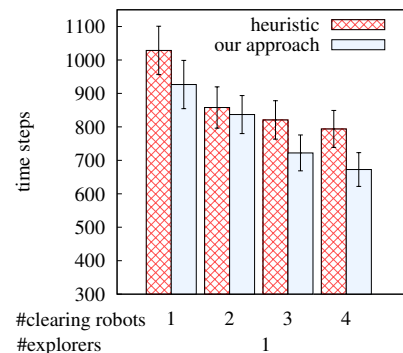 heuristic
our approach
1100
1000
900
800
700
600
500
400
300
time steps
#clearing robots 1 2 3 4
#explorers 1